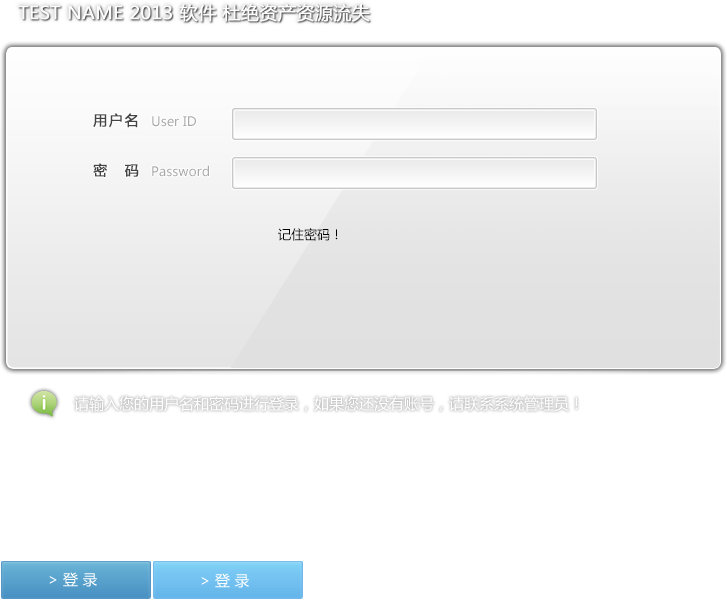 TEST NAME 2013 软件 杜绝资产资源流失
用户名 User ID
密 码 Password
记住密码！
请输入您的用户名和密码进行登录，如果您还没有账号，请联系系统管理员！
> 登 录 > 登 录